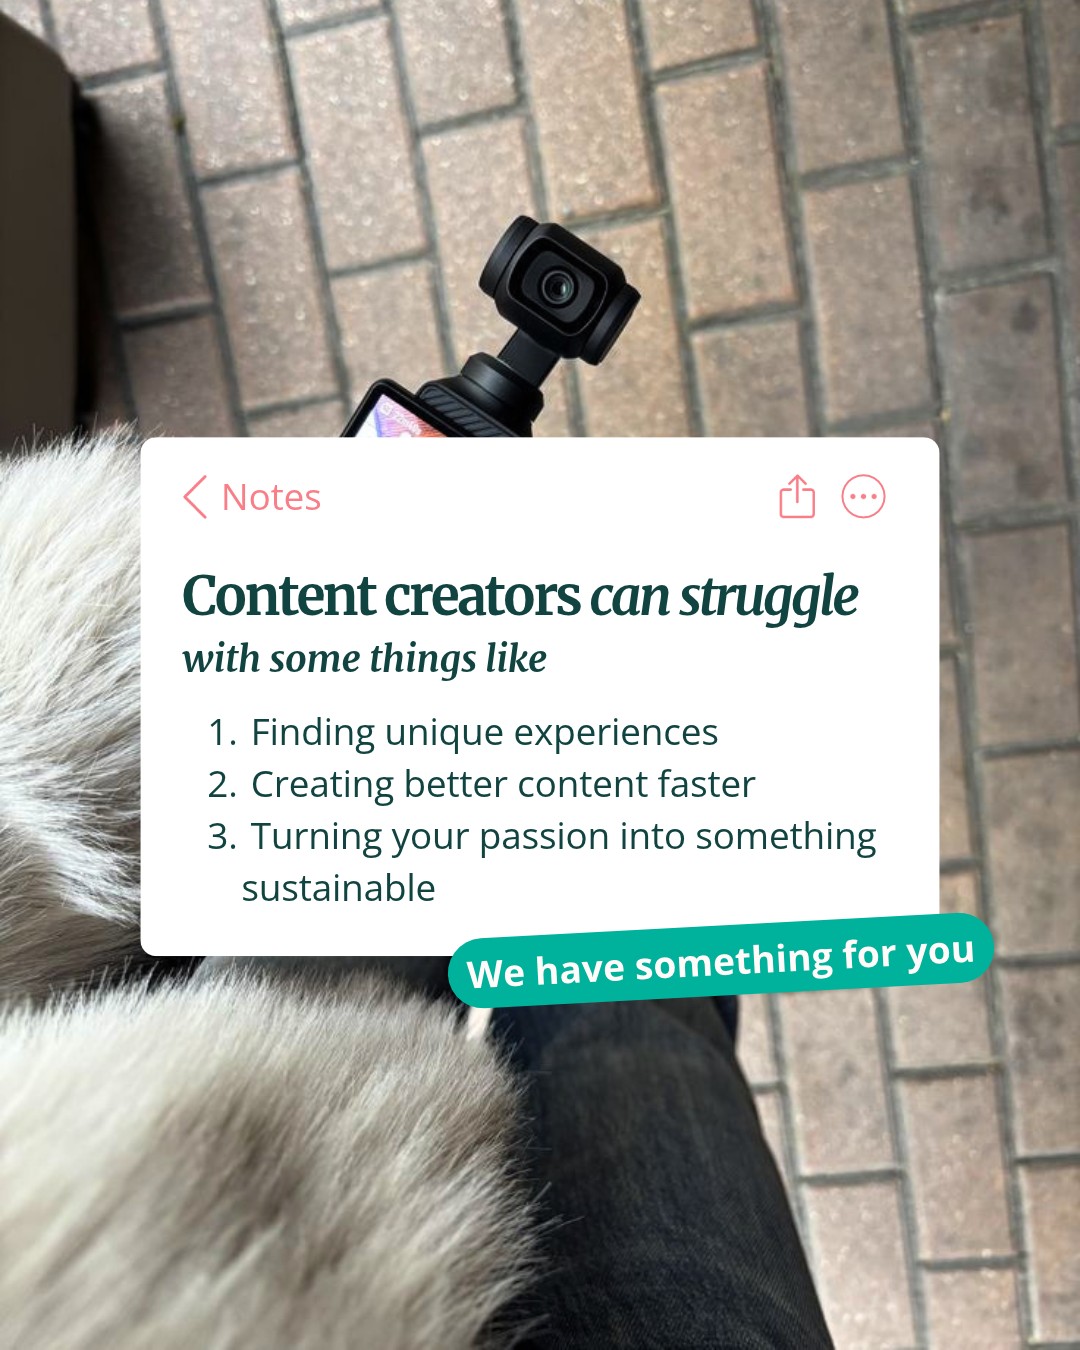 Notes
Content creators can struggle
with some things like
1. Finding unique experiences
2. Creating better content faster
3. Turning your passion into something
sustainable
We have something for you